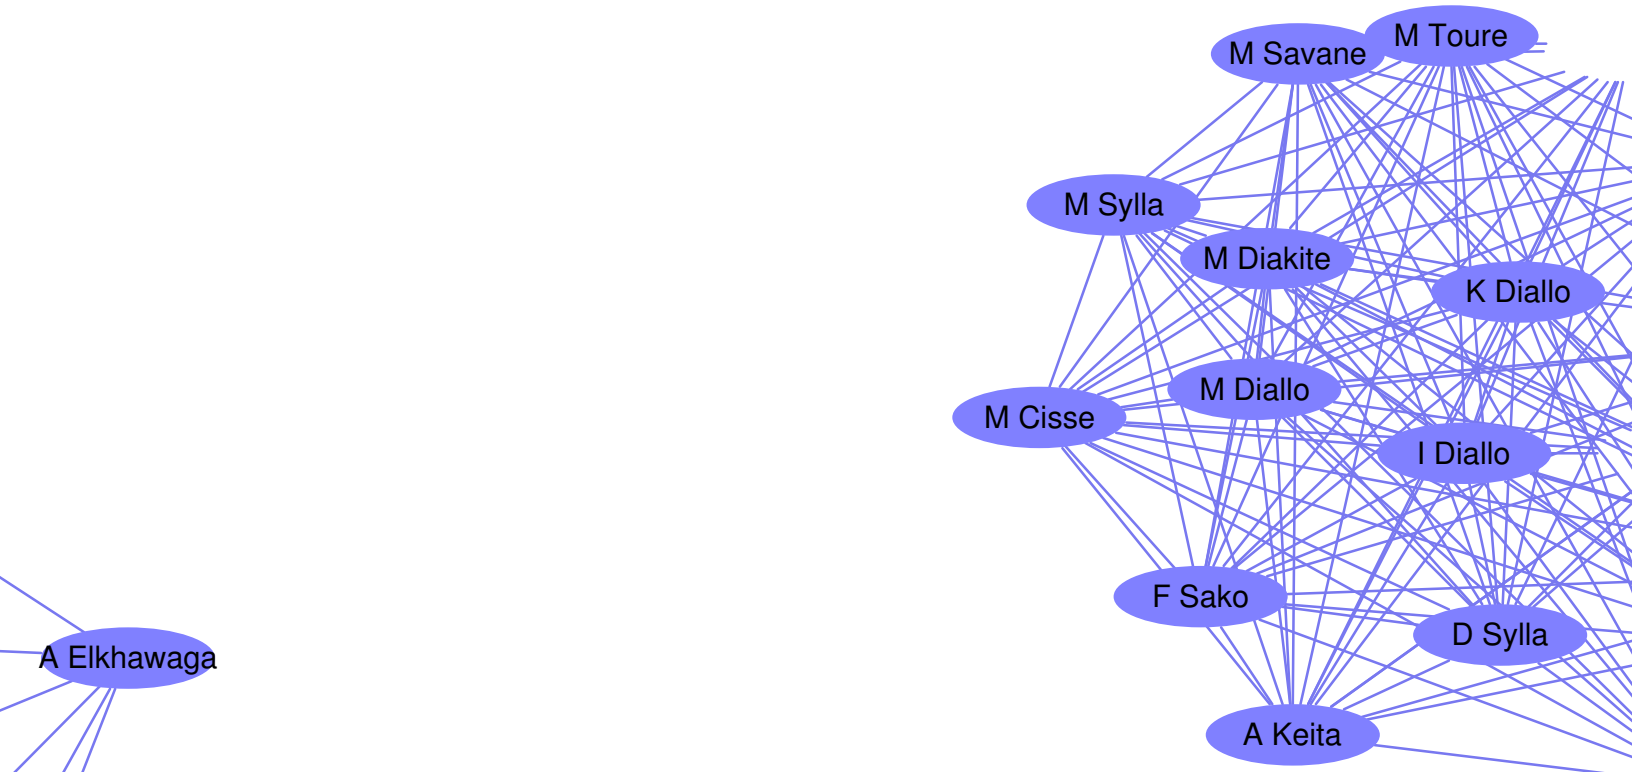 M Toure
M Savane
M Sylla
M Diakite
K Diallo
M Diallo
M Cisse
I Diallo
F Sako
D Sylla
A Elkhawaga
A Keita